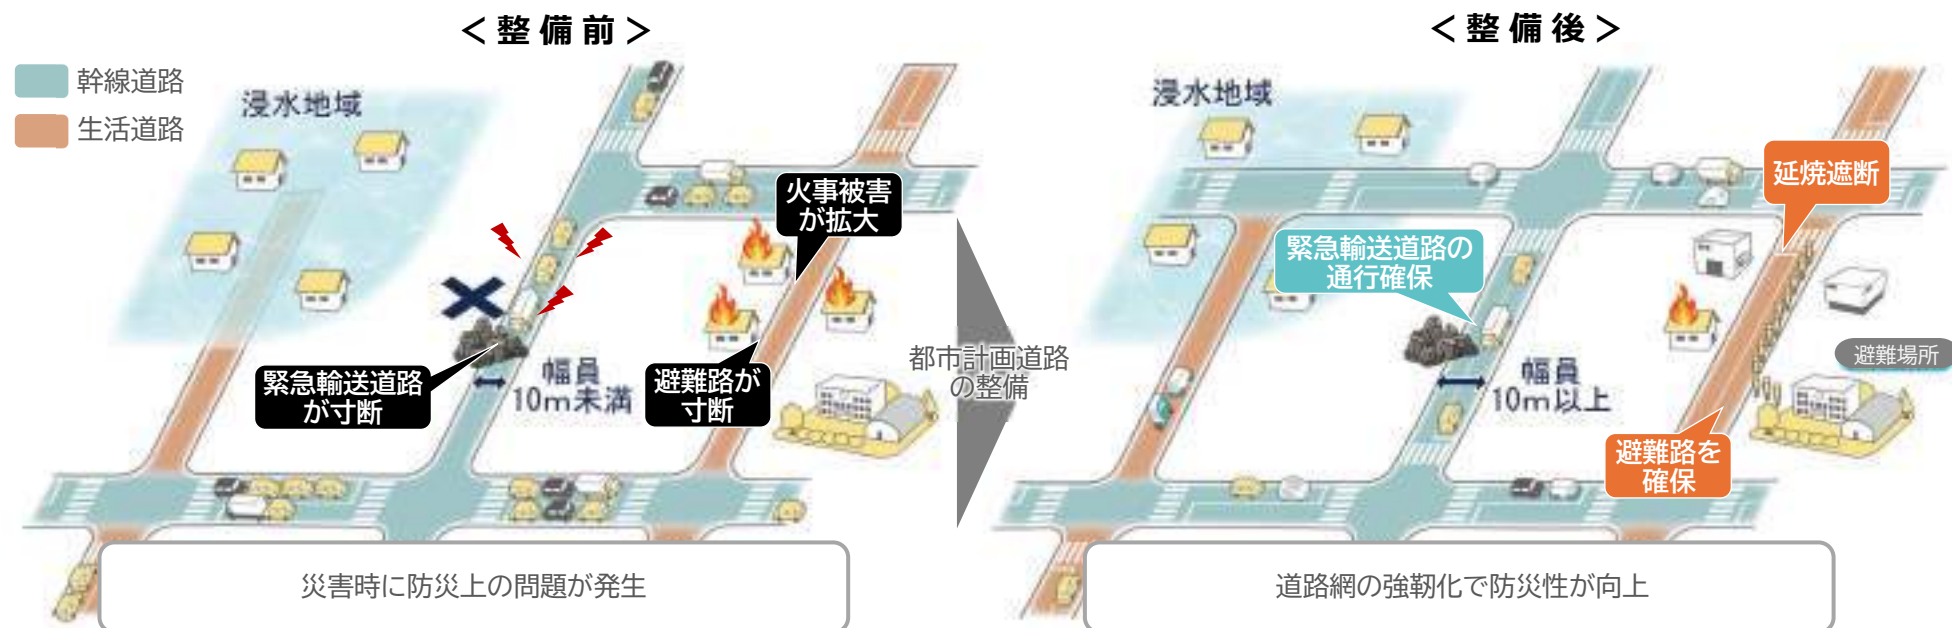 ＜整備前＞
幹線道路
生活道路
浸水地域
火事被害
が拡大
緊急輸送道路
が寸断
幅員
10m未満
避難路が
寸断
災害時に防災上の問題が発生
都市計画道路
の整備
＜整備後＞
浸水地域
延焼遮断
緊急輸送道路の
通行確保
幅員
10m以上
避難場所
避難路を
確保
道路網の強靭化で防災性が向上